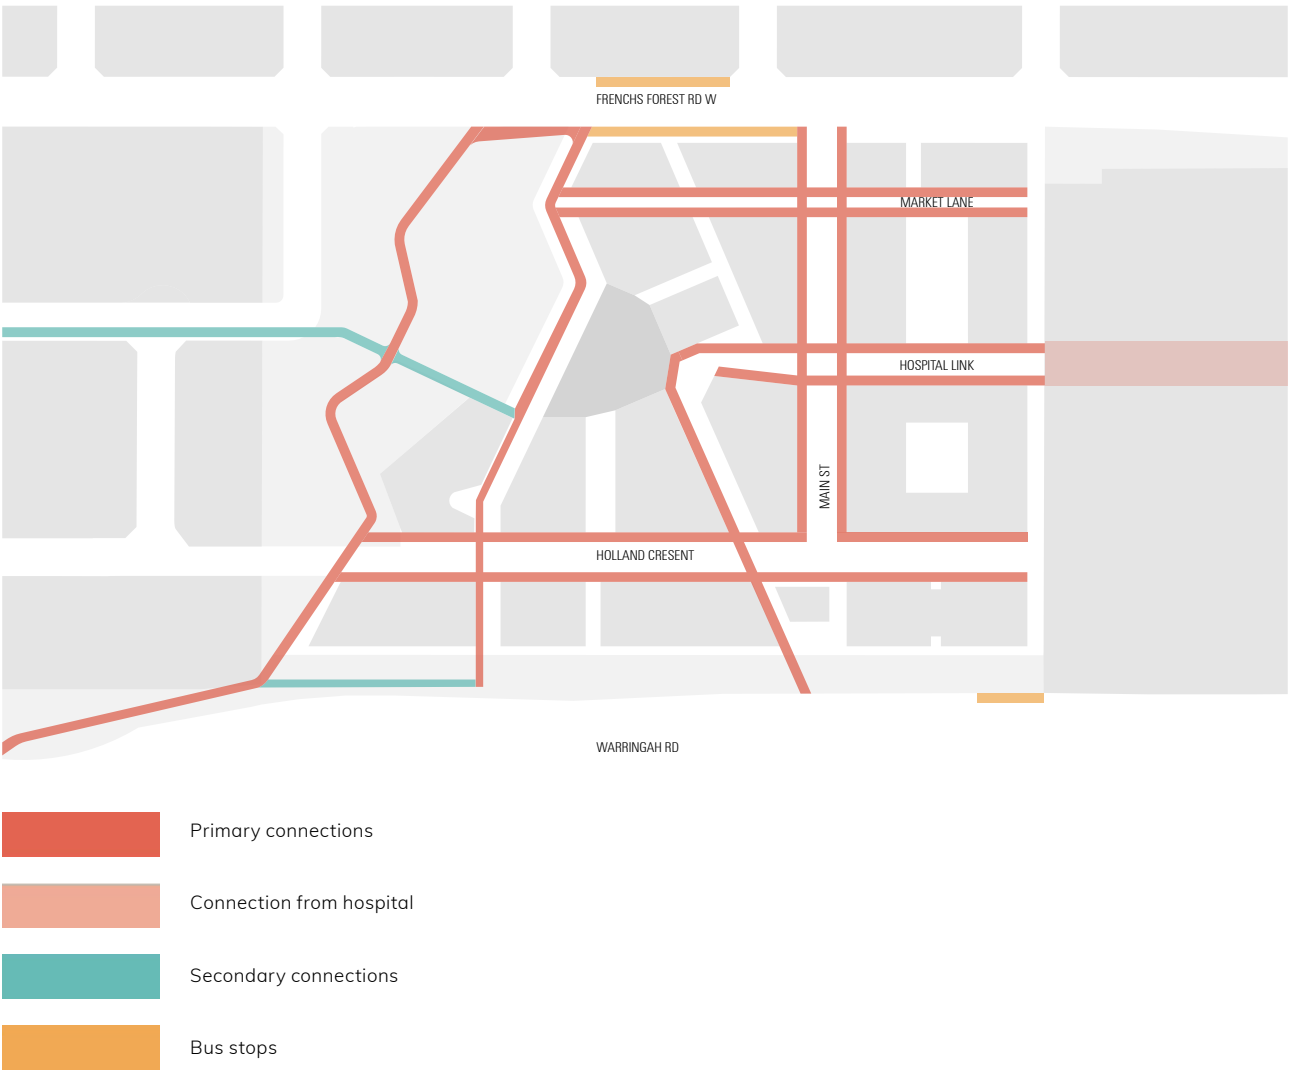 FRENCHS FOREST RD W
MARKET LANE
HOSPITAL LINK
MAIN ST
HOLLAND CRESENT
WARRINGAH RD
Primary connections
Connection from hospital
Secondary connections
Bus stops